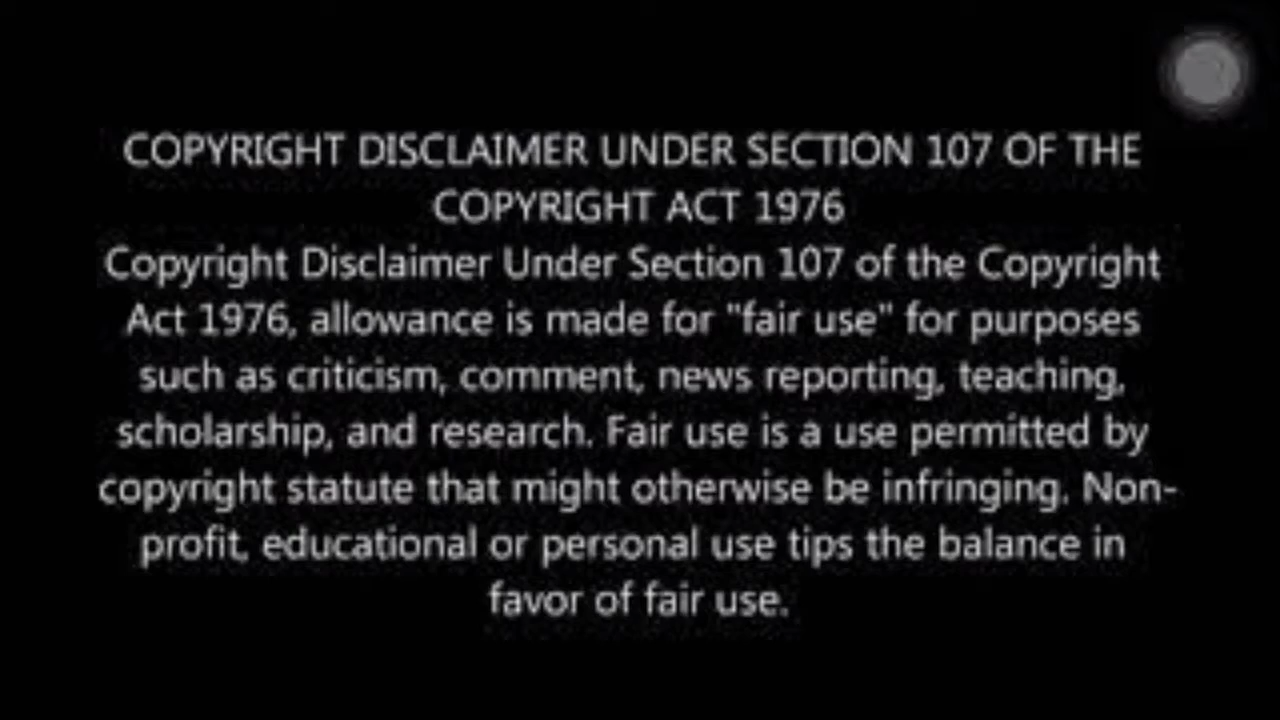 COPYRIGHT DISCLAIMER UNDER SECTION 107 OF THE
COPYRIGHT ACT 1976
Copyright Disclaimer Under Section 107 of the Copyright
Act 1976, allowance is made for "fair use" for purposes
such as criticism, comment, news reporting, teaching,
scholarship, and research. Fair use is a use permitted by
copyright statute that might otherwise be infringing. Non-
profit, educational or personal use tips the balance in
favor of fair use.